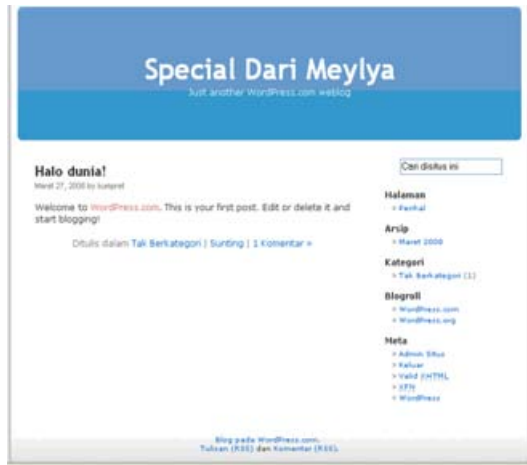 Special Dari Meylya
Just another WordPress.com weblog
Halo dunia!
Maret 27, 2008 by kumpret
Welcome to WordPress.com. This is your first post. Edit or delete it and
start blogging!
Ditulis dalam Tak Berkategori | Sunting | 1 Komentar »
Cari disitus ini
Halaman
» Perihal
Arsip
» Maret 2008
Kategori
» Tak Berkategori (1)
Blogroll
» WordPress.com
» WordPress.org
Meta
» Admin Situs
» Keluar
» Valid XHTML
» XFN
» WordPress
Blog pada WordPress.com.
Tulisan (RSS) dan Komentar (RSS).